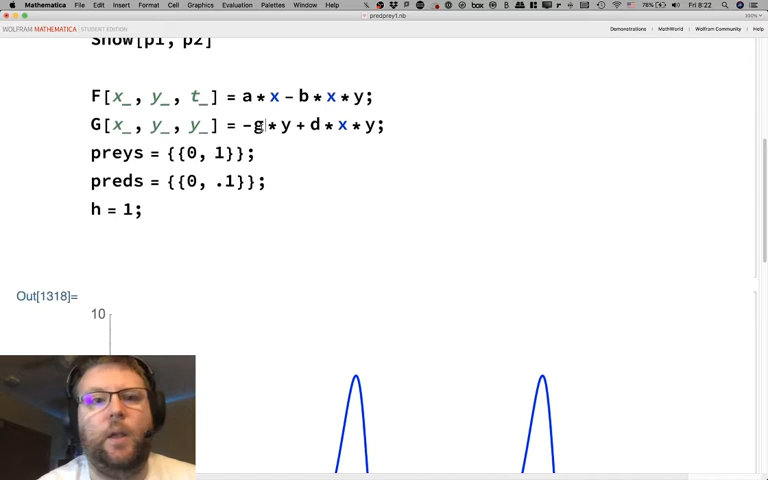 Mathematica File Edit Insert Format Cell Graphics Evaluation Palettes Window Help
78% Fri 8:22
predprey1.nb
300%
WOLFRAM MATHEMATICA STUDENT EDITION
Demonstrations MathWorld Wolfram Community Help
Show[p1, p2]
F[x_, y_, t_] = a*x - b*x*y;
G[x_, y_, y_] = -g*y + d*x*y;
preys = {{0, 1}};
preds = {{0, .1}};
h = 1;
Out[1318]=
10